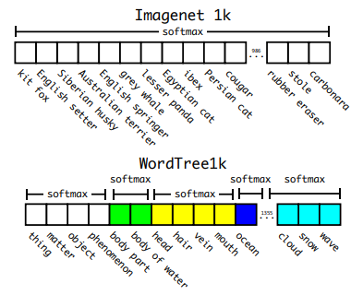 Imagenet 1k
softmax
986
...
kit fox
English setter
Siberian husky
Australian terrier
English springer
grey whale
lesser panda
Egyptian cat
ibex
Persian cat
cougar
rubber eraser
stole
carbonara
WordTree1k
softmax
softmax
softmax
softmax
softmax
softmax
1355
...
thing
matter
object
phenomenon
body part
body of water
head
hair
vein
mouth
ocean
cloud
snow
wave